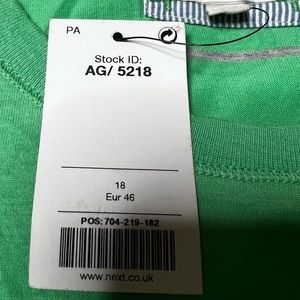 PA
Stock ID:
AG/ 5218
18
Eur 46
POS: 704-219-182
www.next.co.uk